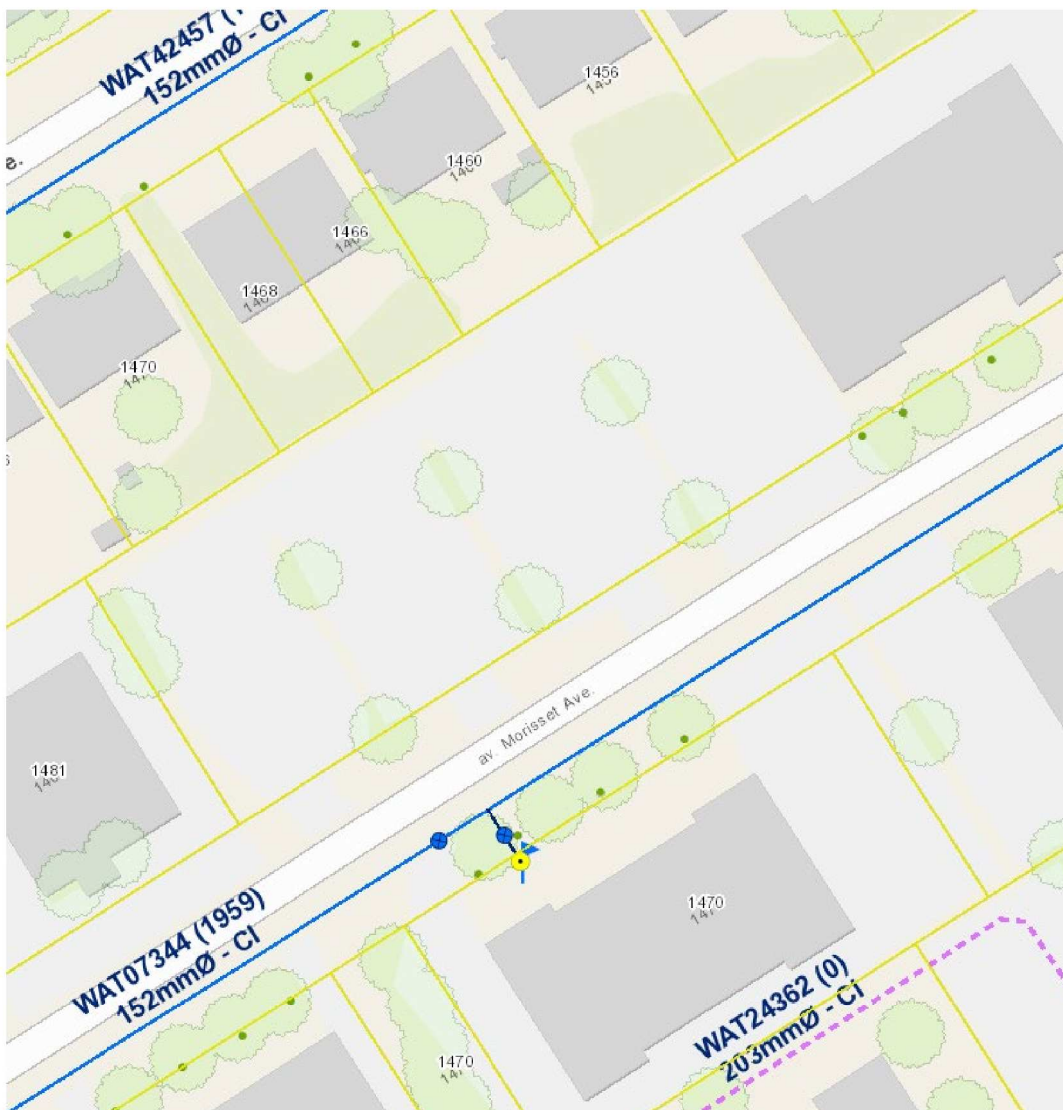 WAT42457 (1
152mmØ - CI
e.
1456
1460
1466
1468
1470
av. Morisset Ave.
1481
1470
WAT07344 (1959)
152mmØ - CI
WAT24362 (0)
203mmØ - CI
1470